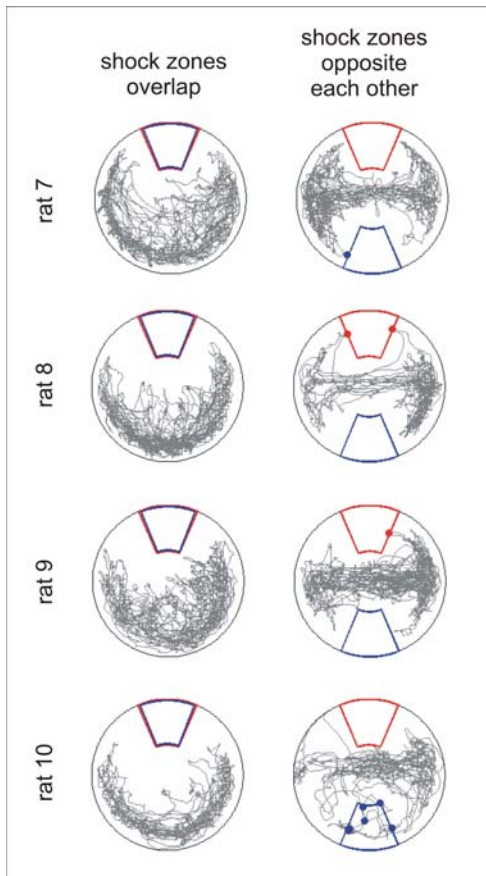 shock zones
overlap
shock zones
opposite
each other
rat 7
rat 8
rat 9
rat 10